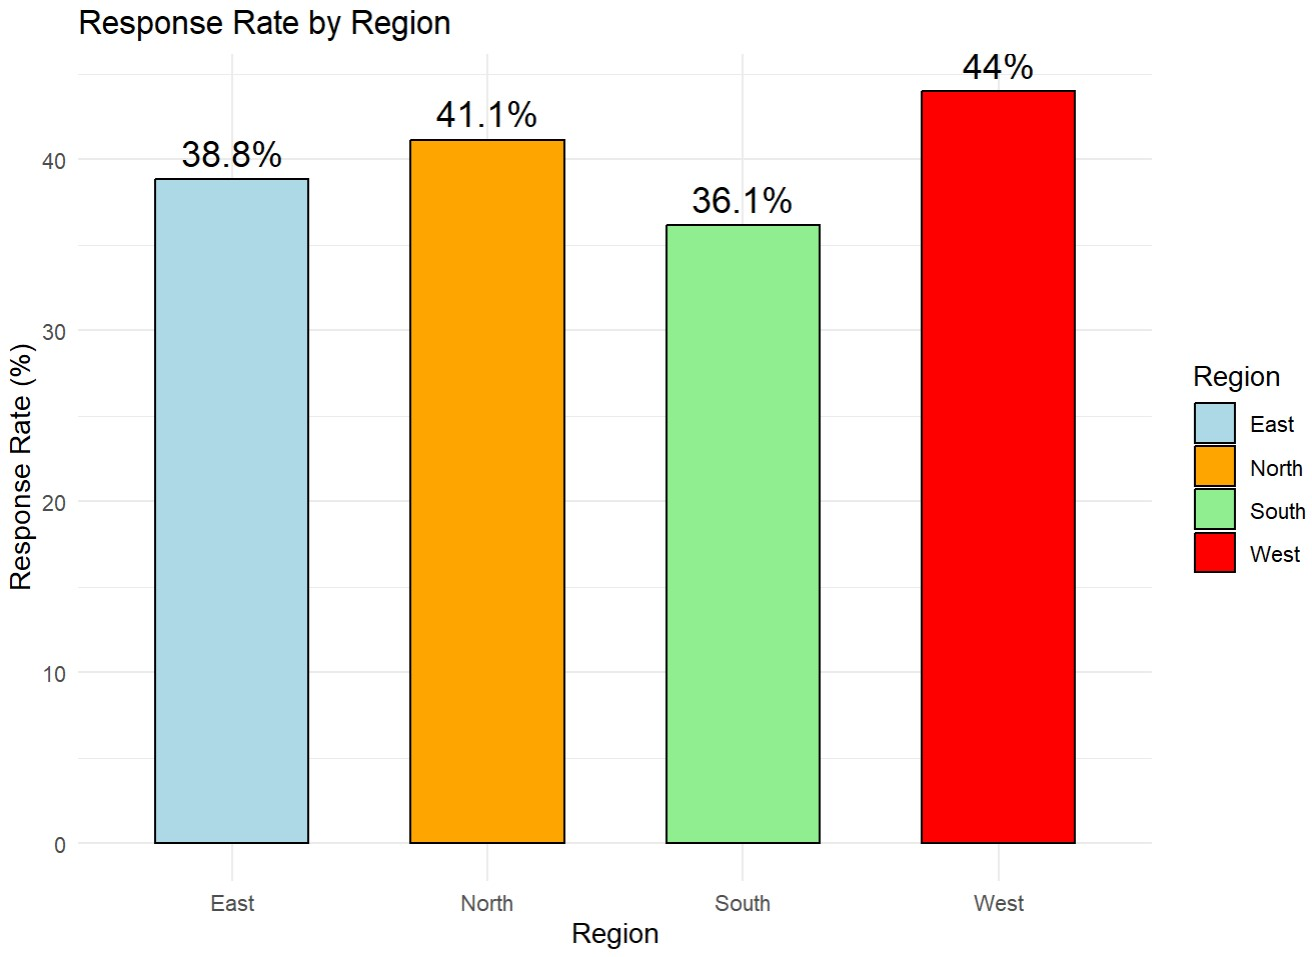 Response Rate by Region
44%
41.1%
38.8%
36.1%
40
30
20
10
0
Response Rate (%)
East
North
South
West
Region
Region
East
North
South
West